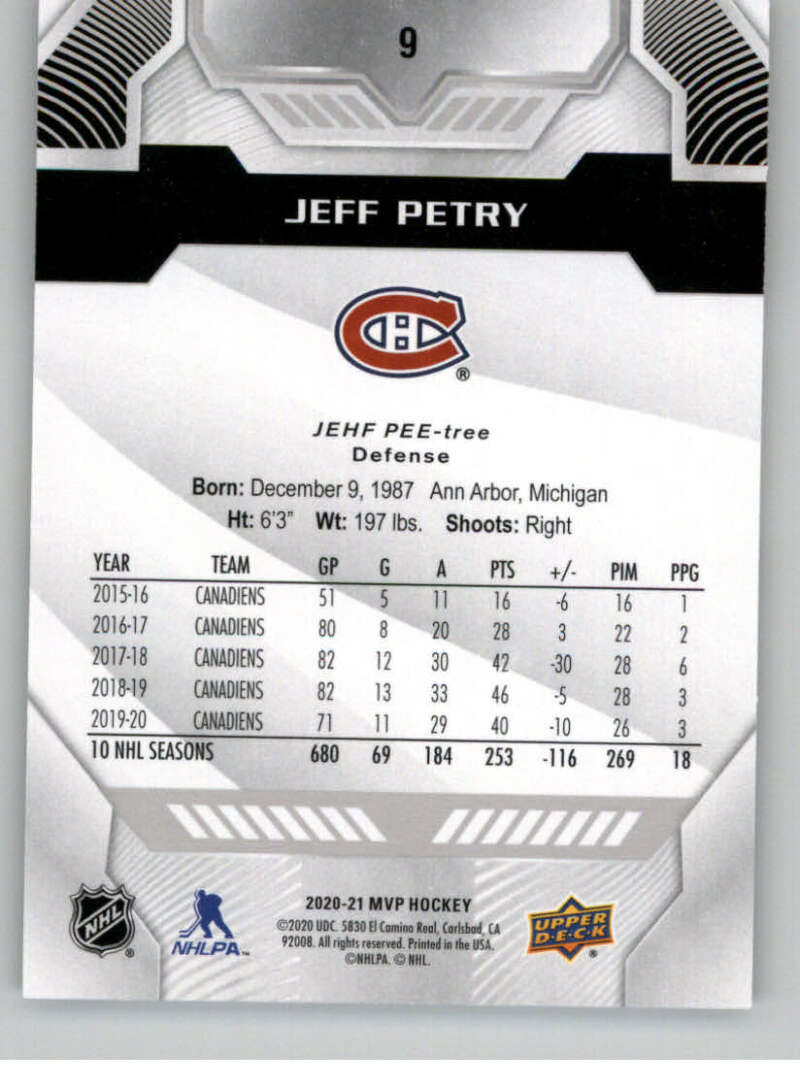 9
JEFF PETRY
®
JEHF PEE-tree
Defense
Born: December 9, 1987 Ann Arbor, Michigan
Ht: 6'3" Wt: 197 lbs. Shoots: Right
YEAR TEAM GP G A PTS +/- PIM PPG
2015-16 CANADIENS 51 5 11 16 -6 16 1
2016-17 CANADIENS 80 8 20 28 3 22 2
2017-18 CANADIENS 82 12 30 42 -30 28 6
2018-19 CANADIENS 82 13 33 46 -5 28 3
2019-20 CANADIENS 71 11 29 40 -10 26 3
10 NHL SEASONS 680 69 184 253 -116 269 18
NHL ®
NHLPA™
2020-21 MVP HOCKEY
©2020 UDC. 5830 El Camino Real, Carlsbad, CA
92008. All rights reserved. Printed in the USA.
©NHLPA. © NHL.
UPPER
D·E·C·K ®